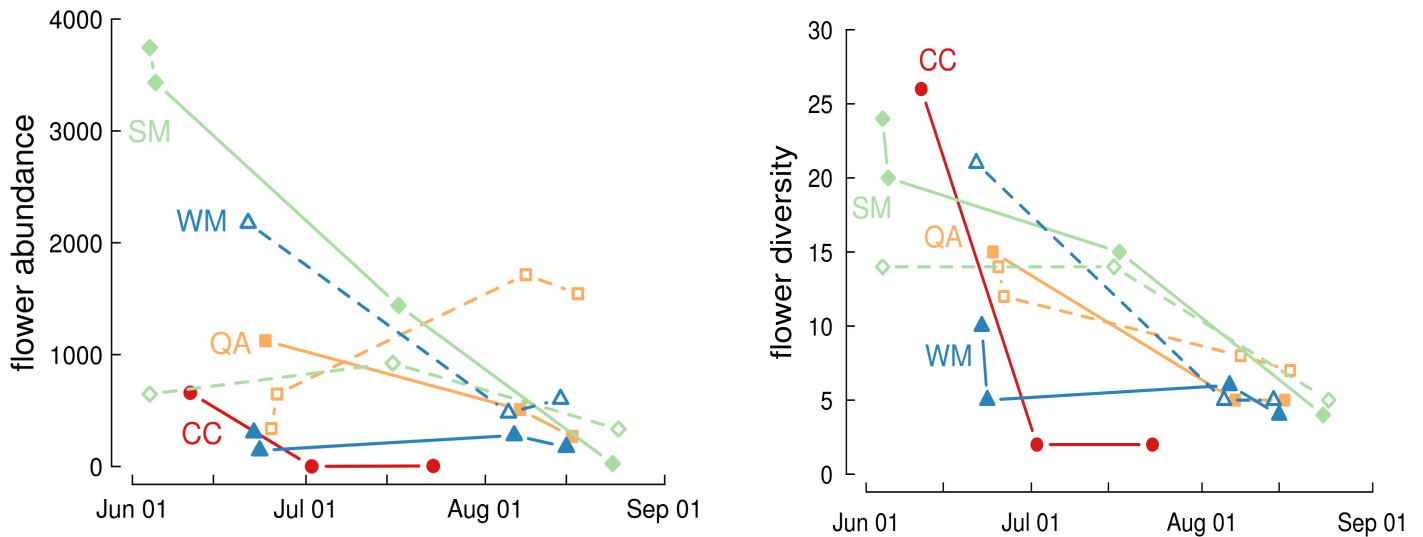 flower abundance
4000
3000
2000
1000
0
SM
WM
QA
CC
Jun 01 Jul 01 Aug 01 Sep 01
flower diversity
30
25
20
15
10
5
0
CC
SM
QA
WM
Jun 01 Jul 01 Aug 01 Sep 01